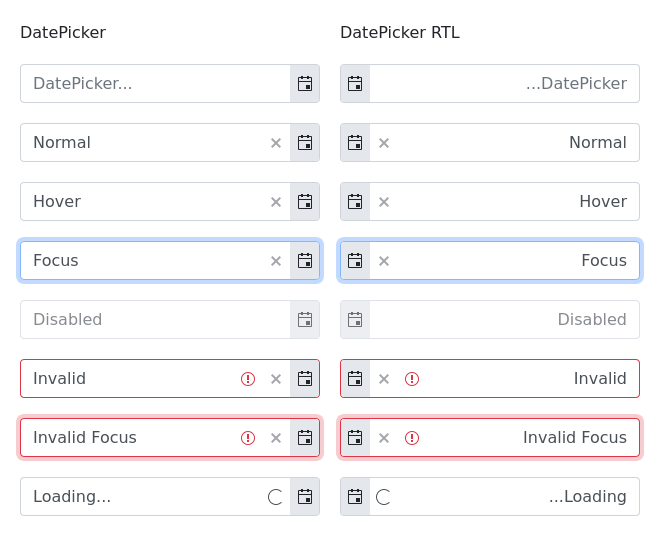 DatePicker
DatePicker...
Normal
Hover
Focus
Disabled
Invalid
Invalid Focus
Loading...
DatePicker RTL
...DatePicker
Normal
Hover
Focus
Disabled
Invalid
Invalid Focus
...Loading